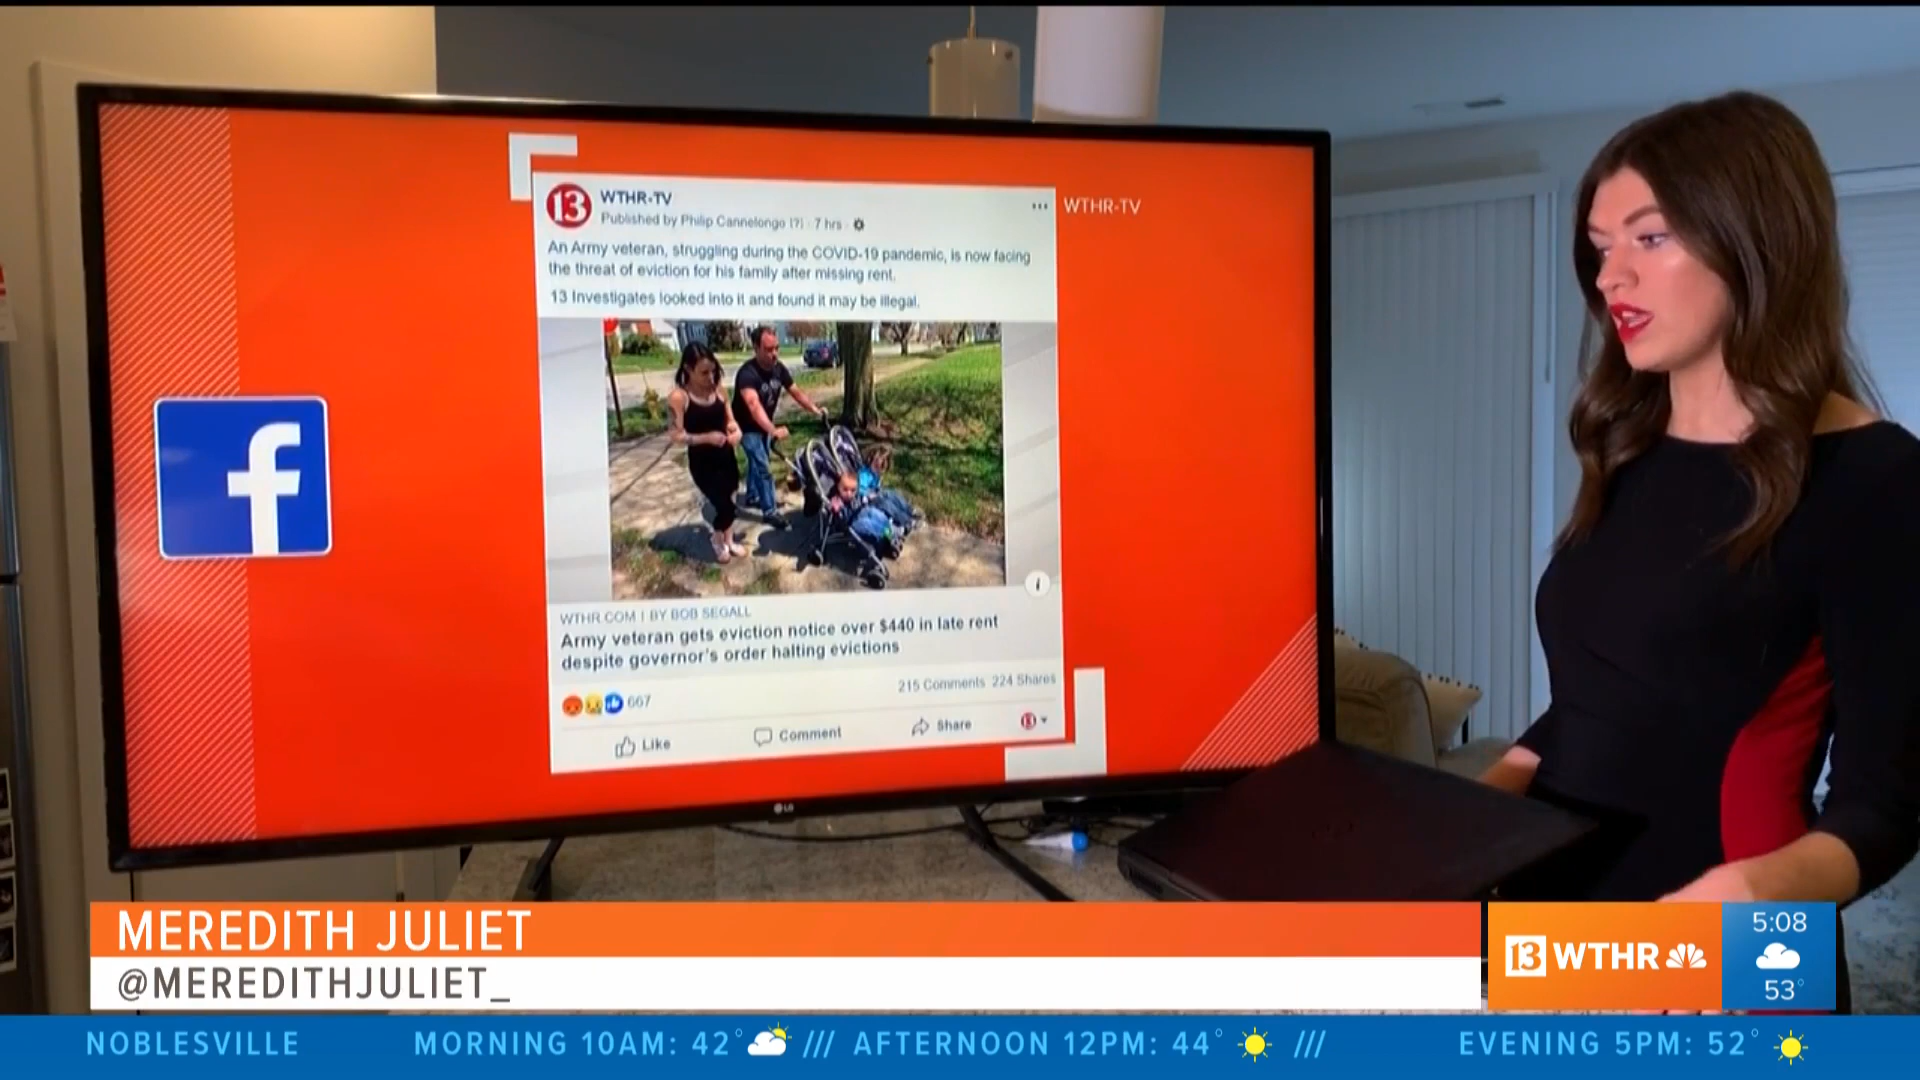 WTHR-TV
13
Published by Philip Cannelongo [?] · 7 hrs ·
WTHR-TV
An Army veteran, struggling during the COVID-19 pandemic, is now facing
the threat of eviction for his family after missing rent.
13 Investigates looked into it and found it may be illegal.
f
i
WTHR.COM | BY BOB SEGALL
Army veteran gets eviction notice over $440 in late rent
despite governor's order halting evictions
667
215 Comments 224 Shares
Like Comment Share
LG
MEREDITH JULIET
@MEREDITHJULIET_
13 WTHR
5:08
53°
NOBLESVILLE MORNING 10AM: 42° /// AFTERNOON 12PM: 44° /// EVENING 5PM: 52°